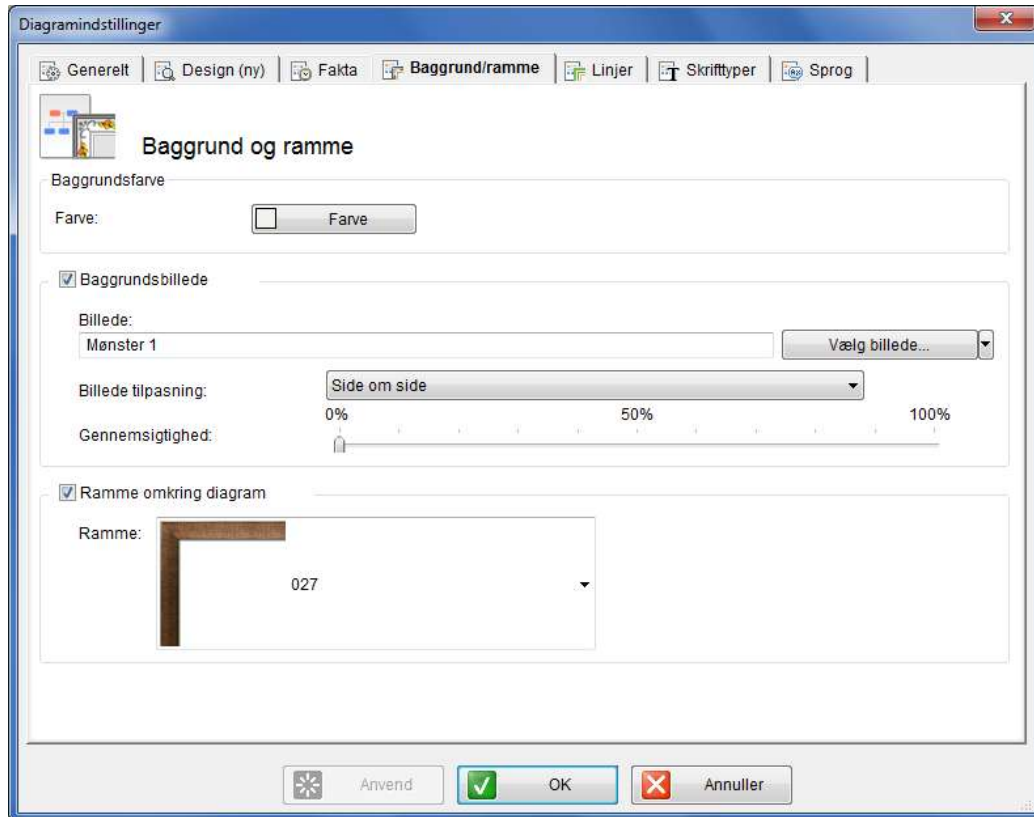 Diagramindstillinger
Generelt Design (ny) Fakta Baggrund/ramme Linjer Skrifttyper Sprog
Baggrund og ramme
Baggrundsfarve
Farve: Farve
Baggrundsbillede
Billede:
Mønster 1 Vælg billede...
Billede tilpasning: Side om side
0% 50% 100%
Gennemsigtighed:
Ramme omkring diagram
Ramme:
027
Anvend OK Annuller